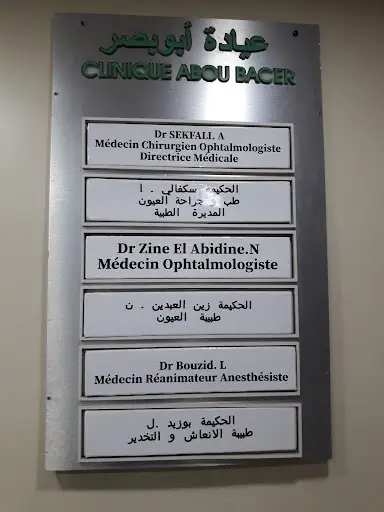 عيادة أبوبصر
CLINIQUE ABOU BACER
Dr SEKFALI. A
Médecin Chirurgien Ophtalmologiste
Directrice Médicale
الحكيمة سكفالي . ا
طب و جراحة العيون
المديرة الطبية
Dr Zine El Abidine.N
Médecin Ophtalmologiste
الحكيمة زين العبدين . ن
طبيبة العيون
Dr Bouzid. L
Médecin Réanimateur Anesthésiste
الحكيمة بوزيد .ل
طبيبة الانعاش و التخدير